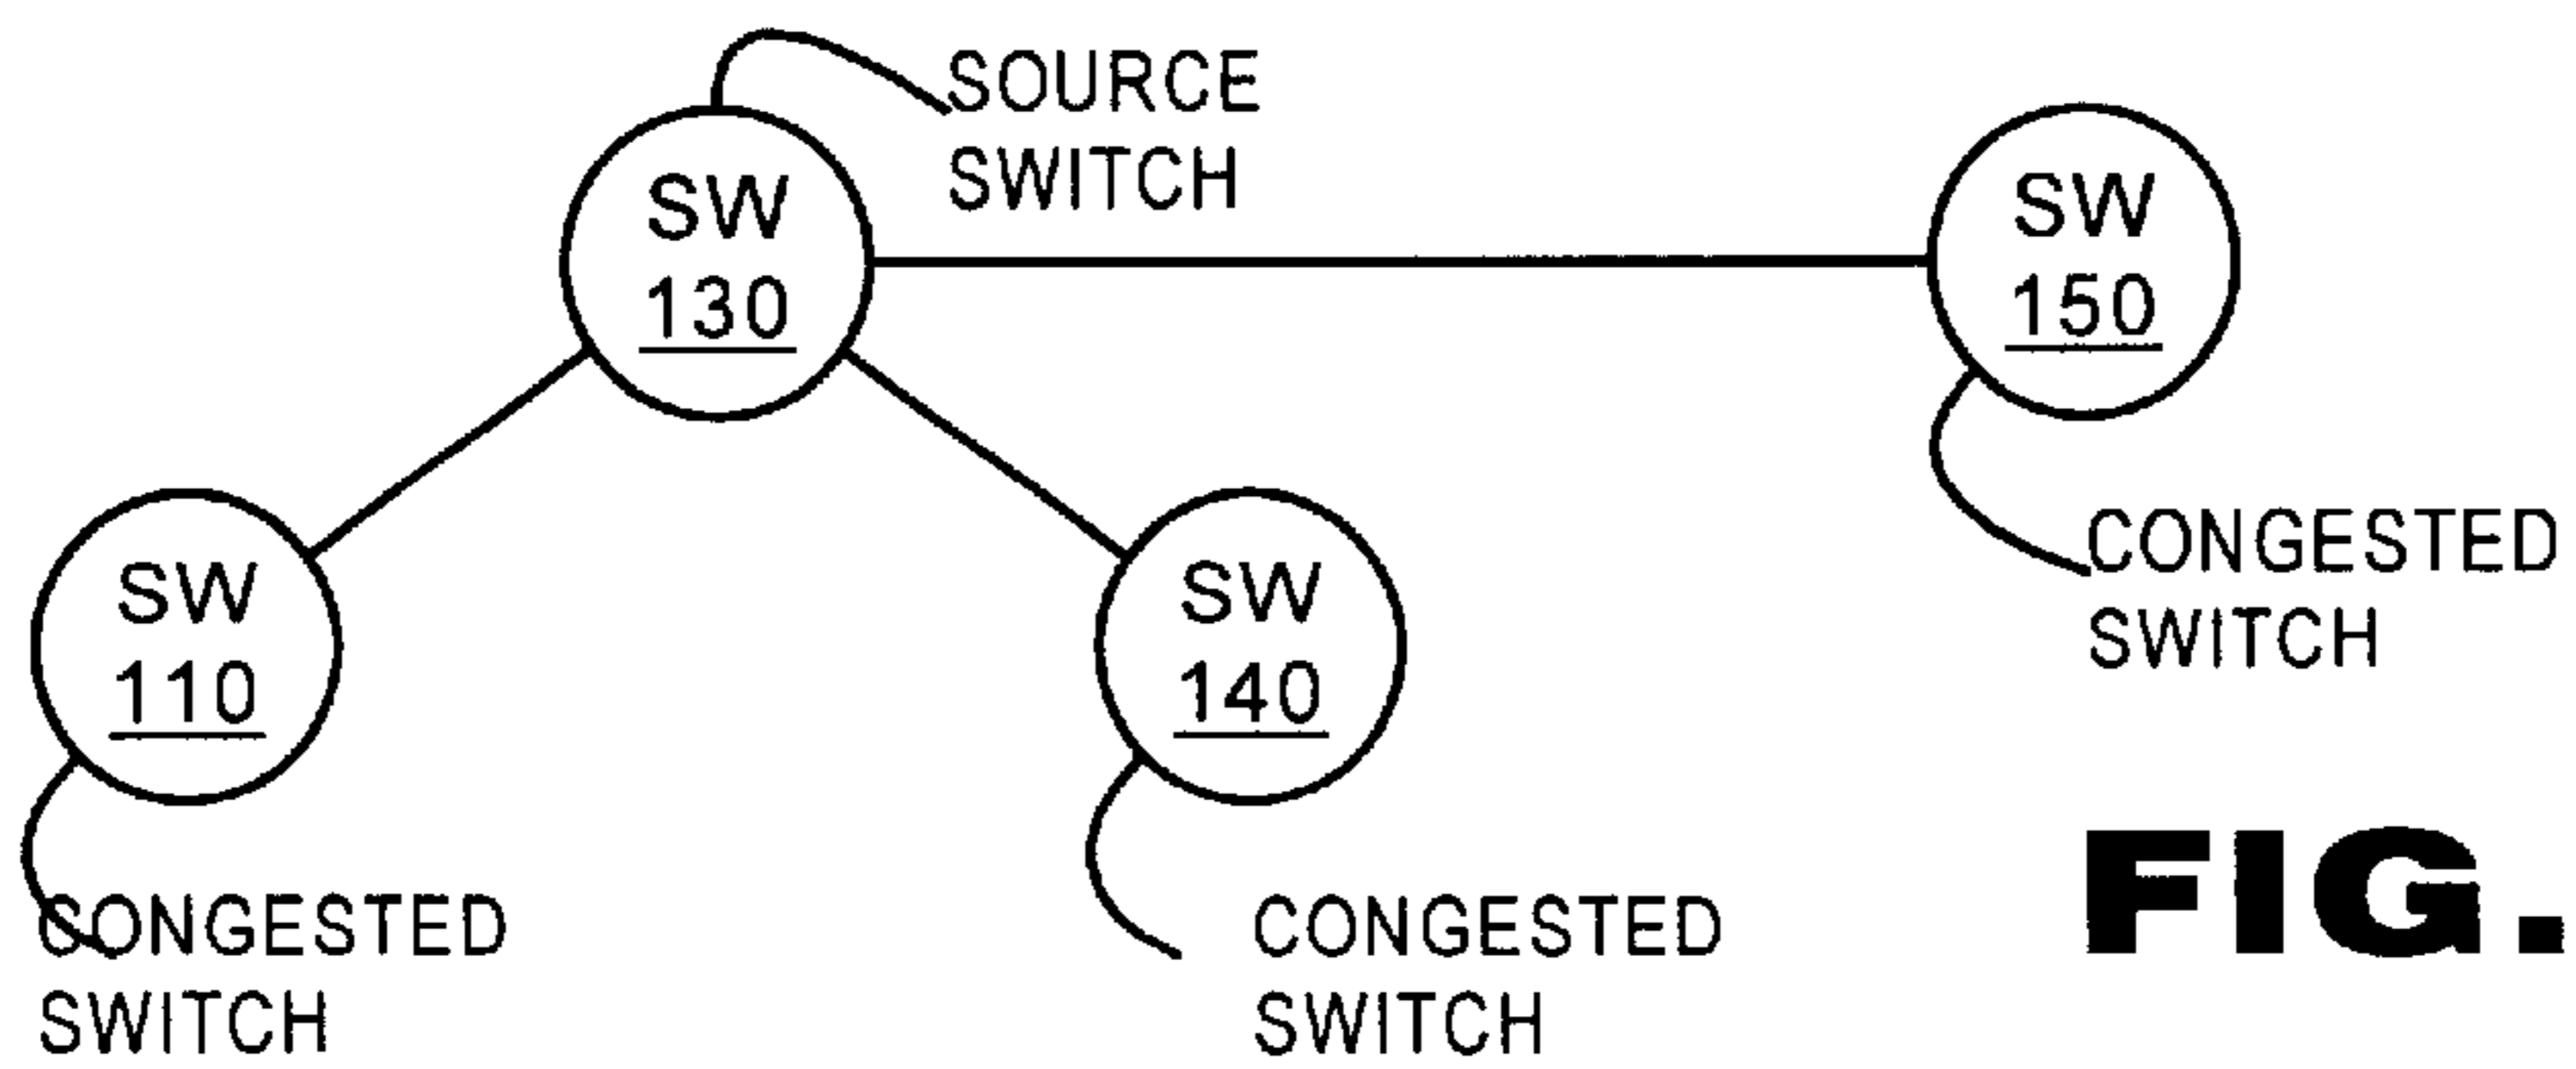 SOURCE
SWITCH
SW
130
SW
150
CONGESTED
SWITCH
SW
110
SW
140
CONGESTED
SWITCH
CONGESTED
SWITCH
FIG.